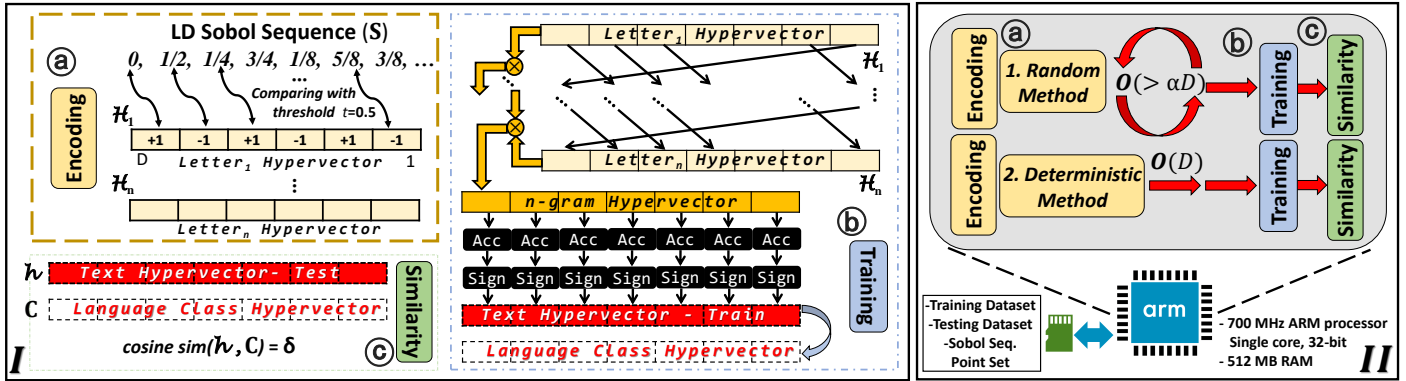 LD Sobol Sequence (S)
a
0, 1/2, 1/4, 3/4, 1/8, 5/8, 3/8, ...
...
Comparing with
threshold t=0.5
Encoding
ℋ1
+1 -1 +1 -1 +1 -1
D Letter1 Hypervector 1
ℋn
Lettern Hypervector
h Text Hypervector- Test
C Language Class Hypervector
cosine sim(h, C) = δ
c
Similarity
I
Letter1 Hypervector
ℋ1
Lettern Hypervector
ℋn
n-gram Hypervector
b
Acc Acc Acc Acc Acc Acc Acc
Sign Sign Sign Sign Sign Sign Sign
Training
Text Hypervector - Train
Language Class Hypervector
a
b
c
Encoding
1. Random
Method
O(> αD)
Training
Similarity
Encoding
2. Deterministic
Method
O(D)
Training
Similarity
-Training Dataset
-Testing Dataset
-Sobol Seq.
Point Set
arm
- 700 MHz ARM processor
Single core, 32-bit
- 512 MB RAM
II